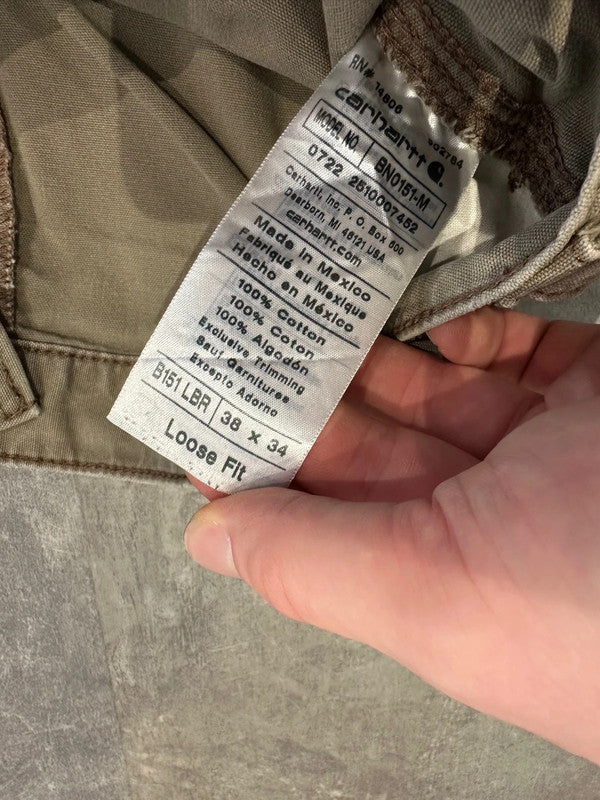 RN# 14806
carhartt 502784
MODEL NO BN0151-M
0722 2510007452
Carhartt, Inc, P. O. Box 600
Dearborn, MI 48121 USA
carhartt.com
Made in Mexico
Fabriqué au Mexique
Hecho en México
100% Cotton
100% Coton
100% Algodón
Exclusive Trimming
Sauf Garnitures
Excepto Adorno
B151 LBR 38 x 34
Loose Fit